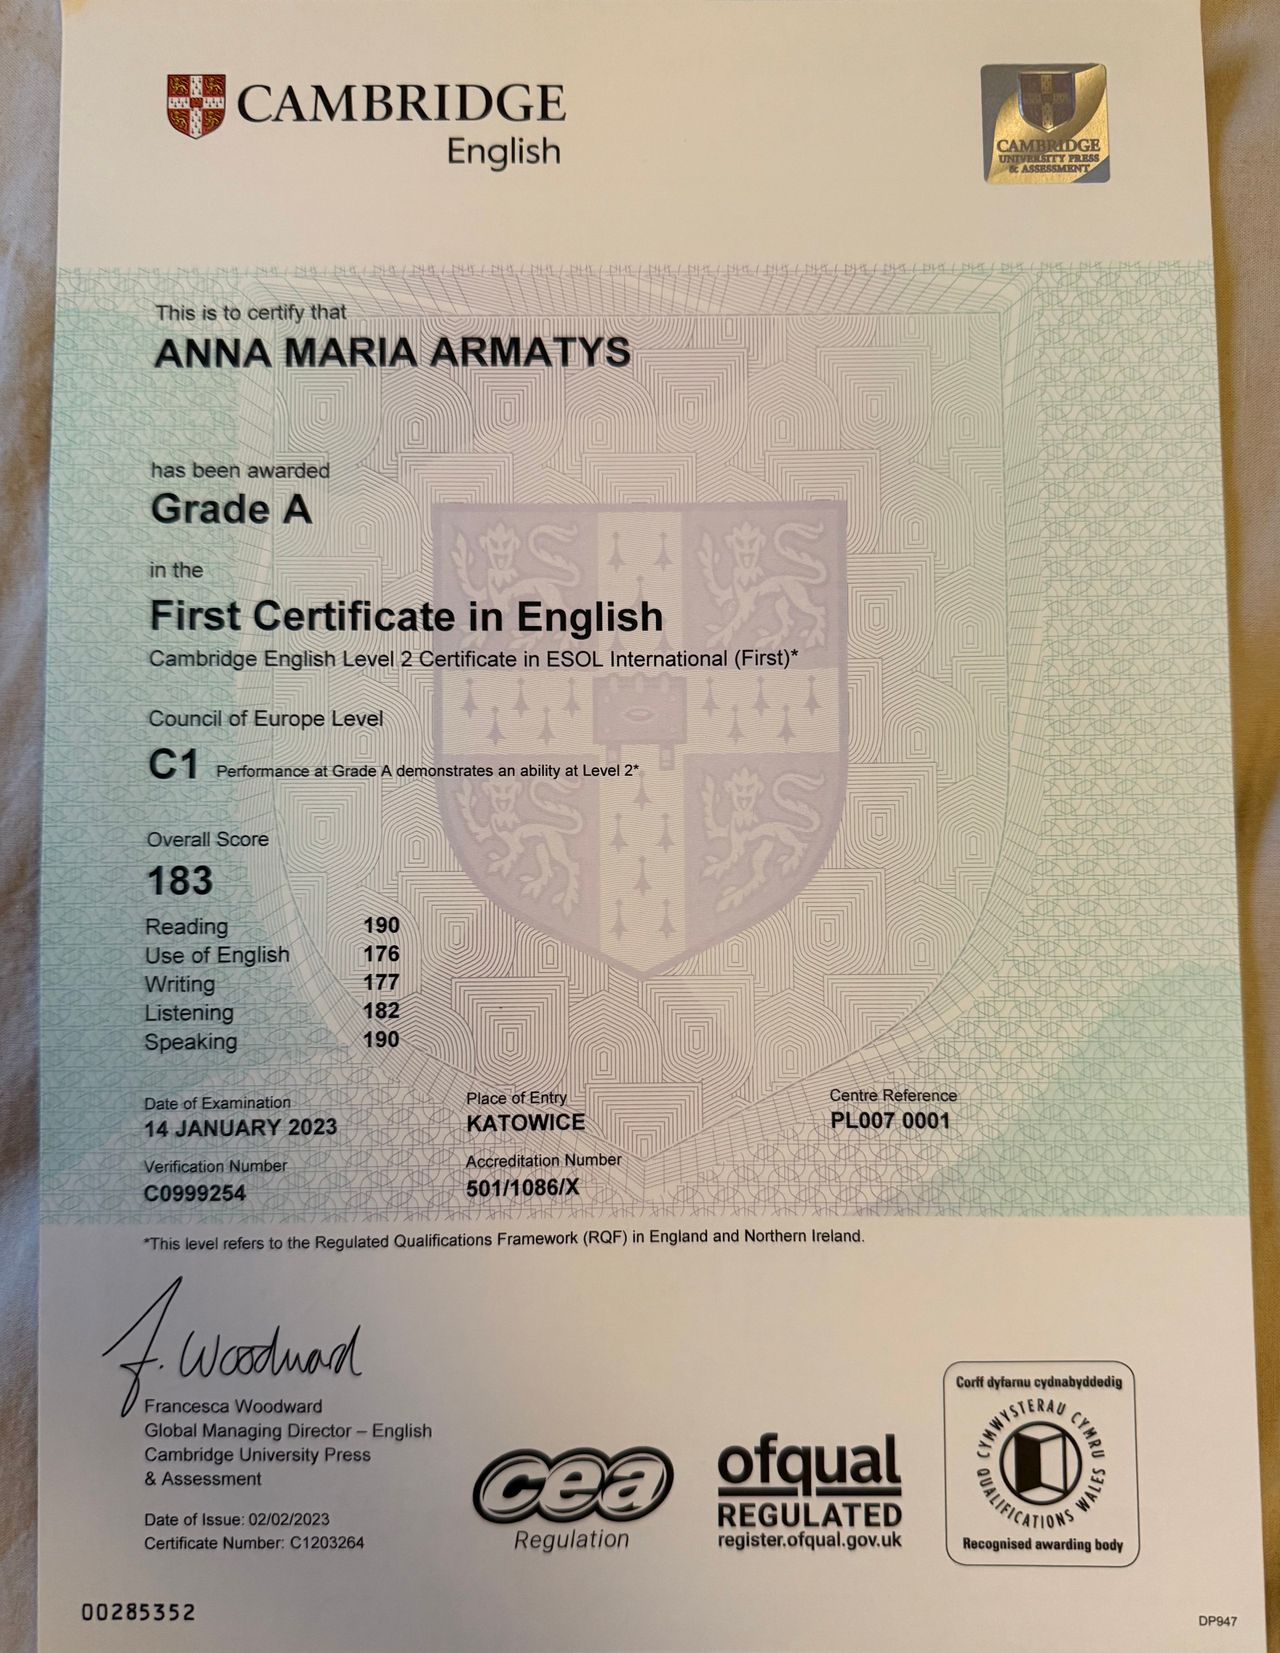 CAMBRIDGE
English
CAMBRIDGE
UNIVERSITY PRESS
& ASSESSMENT
This is to certify that
ANNA MARIA ARMATYS
has been awarded
Grade A
in the
First Certificate in English
Cambridge English Level 2 Certificate in ESOL International (First)*
Council of Europe Level
C1 Performance at Grade A demonstrates an ability at Level 2*
Overall Score
183
Reading 190
Use of English 176
Writing 177
Listening 182
Speaking 190
Date of Examination
14 JANUARY 2023
Place of Entry
KATOWICE
Centre Reference
PL007 0001
Verification Number
C0999254
Accreditation Number
501/1086/X
*This level refers to the Regulated Qualifications Framework (RQF) in England and Northern Ireland.
F. Woodward
Francesca Woodward
Global Managing Director – English
Cambridge University Press
& Assessment
Date of Issue: 02/02/2023
Certificate Number: C1203264
cea
Regulation
ofqual
REGULATED
register.ofqual.gov.uk
Corff dyfarnu cydnabyddedig
CYMWYSTERAU CYMRU
QUALIFICATIONS WALES
Recognised awarding body
00285352
DP947